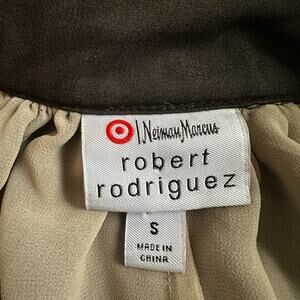 | Neiman Marcus
robert
rodriguez
S
MADE IN
CHINA